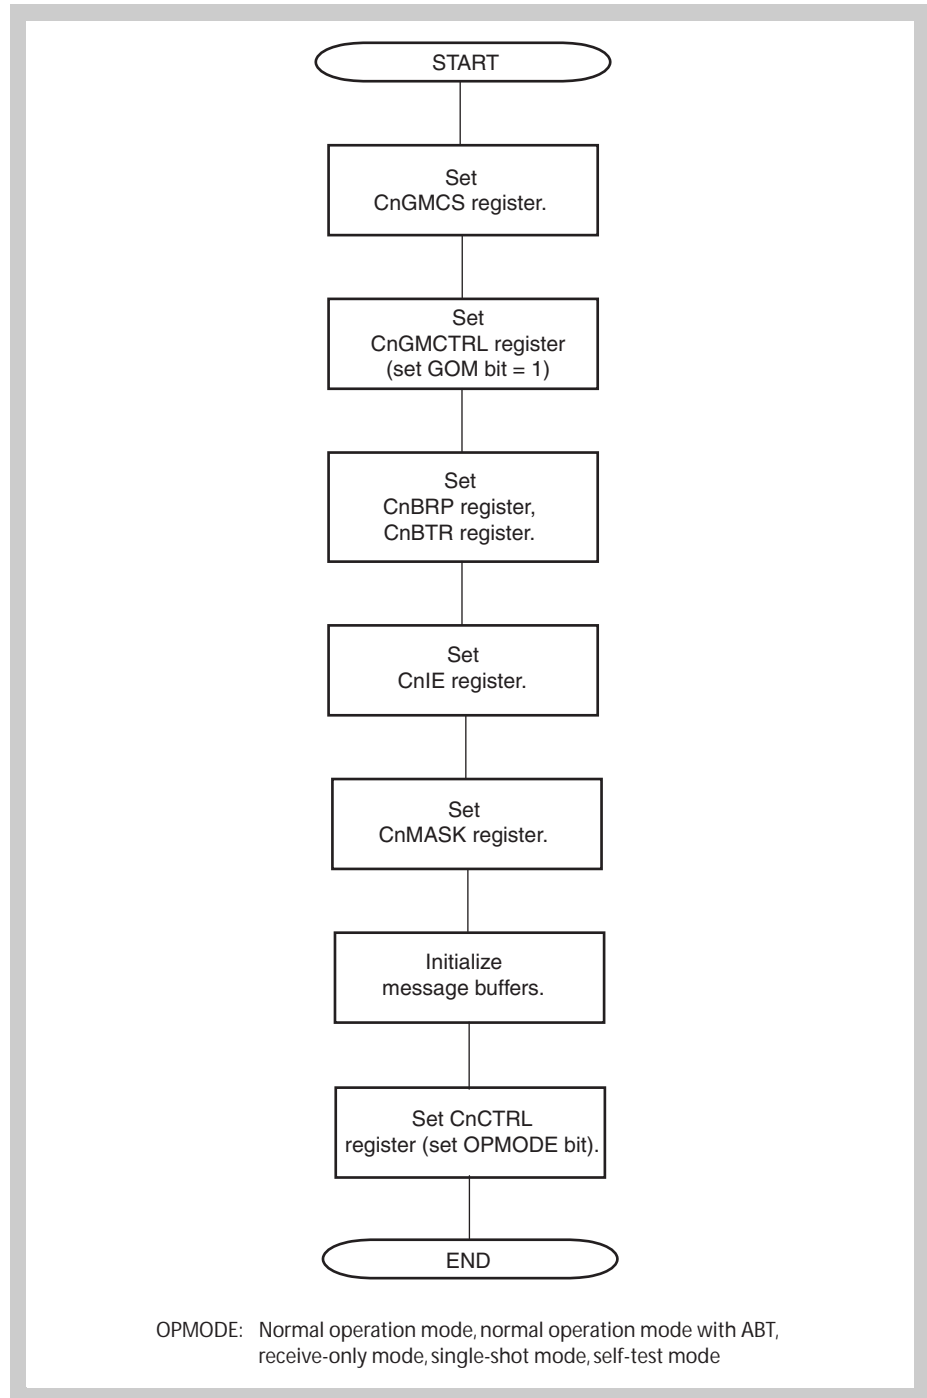 START
Set
CnGMCS register.
Set
CnGMCTRL register
(set GOM bit = 1)
Set
CnBRP register,
CnBTR register.
Set
CnIE register.
Set
CnMASK register.
Initialize
message buffers.
Set CnCTRL
register (set OPMODE bit).
END
OPMODE: Normal operation mode, normal operation mode with ABT,
receive-only mode, single-shot mode, self-test mode